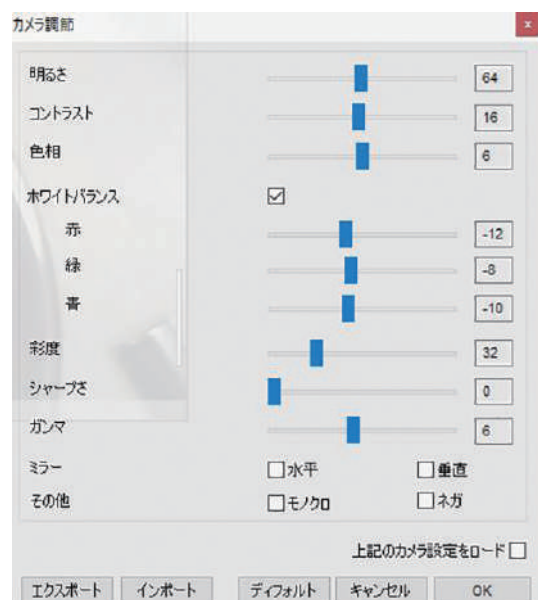 カメラ調節 x
明るさ 64
コントラスト 16
色相 6
ホワイトバランス
赤 -12
緑 -8
青 -10
彩度 32
シャープさ 0
ガンマ 6
ミラー 水平 垂直
その他 モノクロ ネガ
上記のカメラ設定をロード
エクスポート インポート ディフォルト キャンセル OK